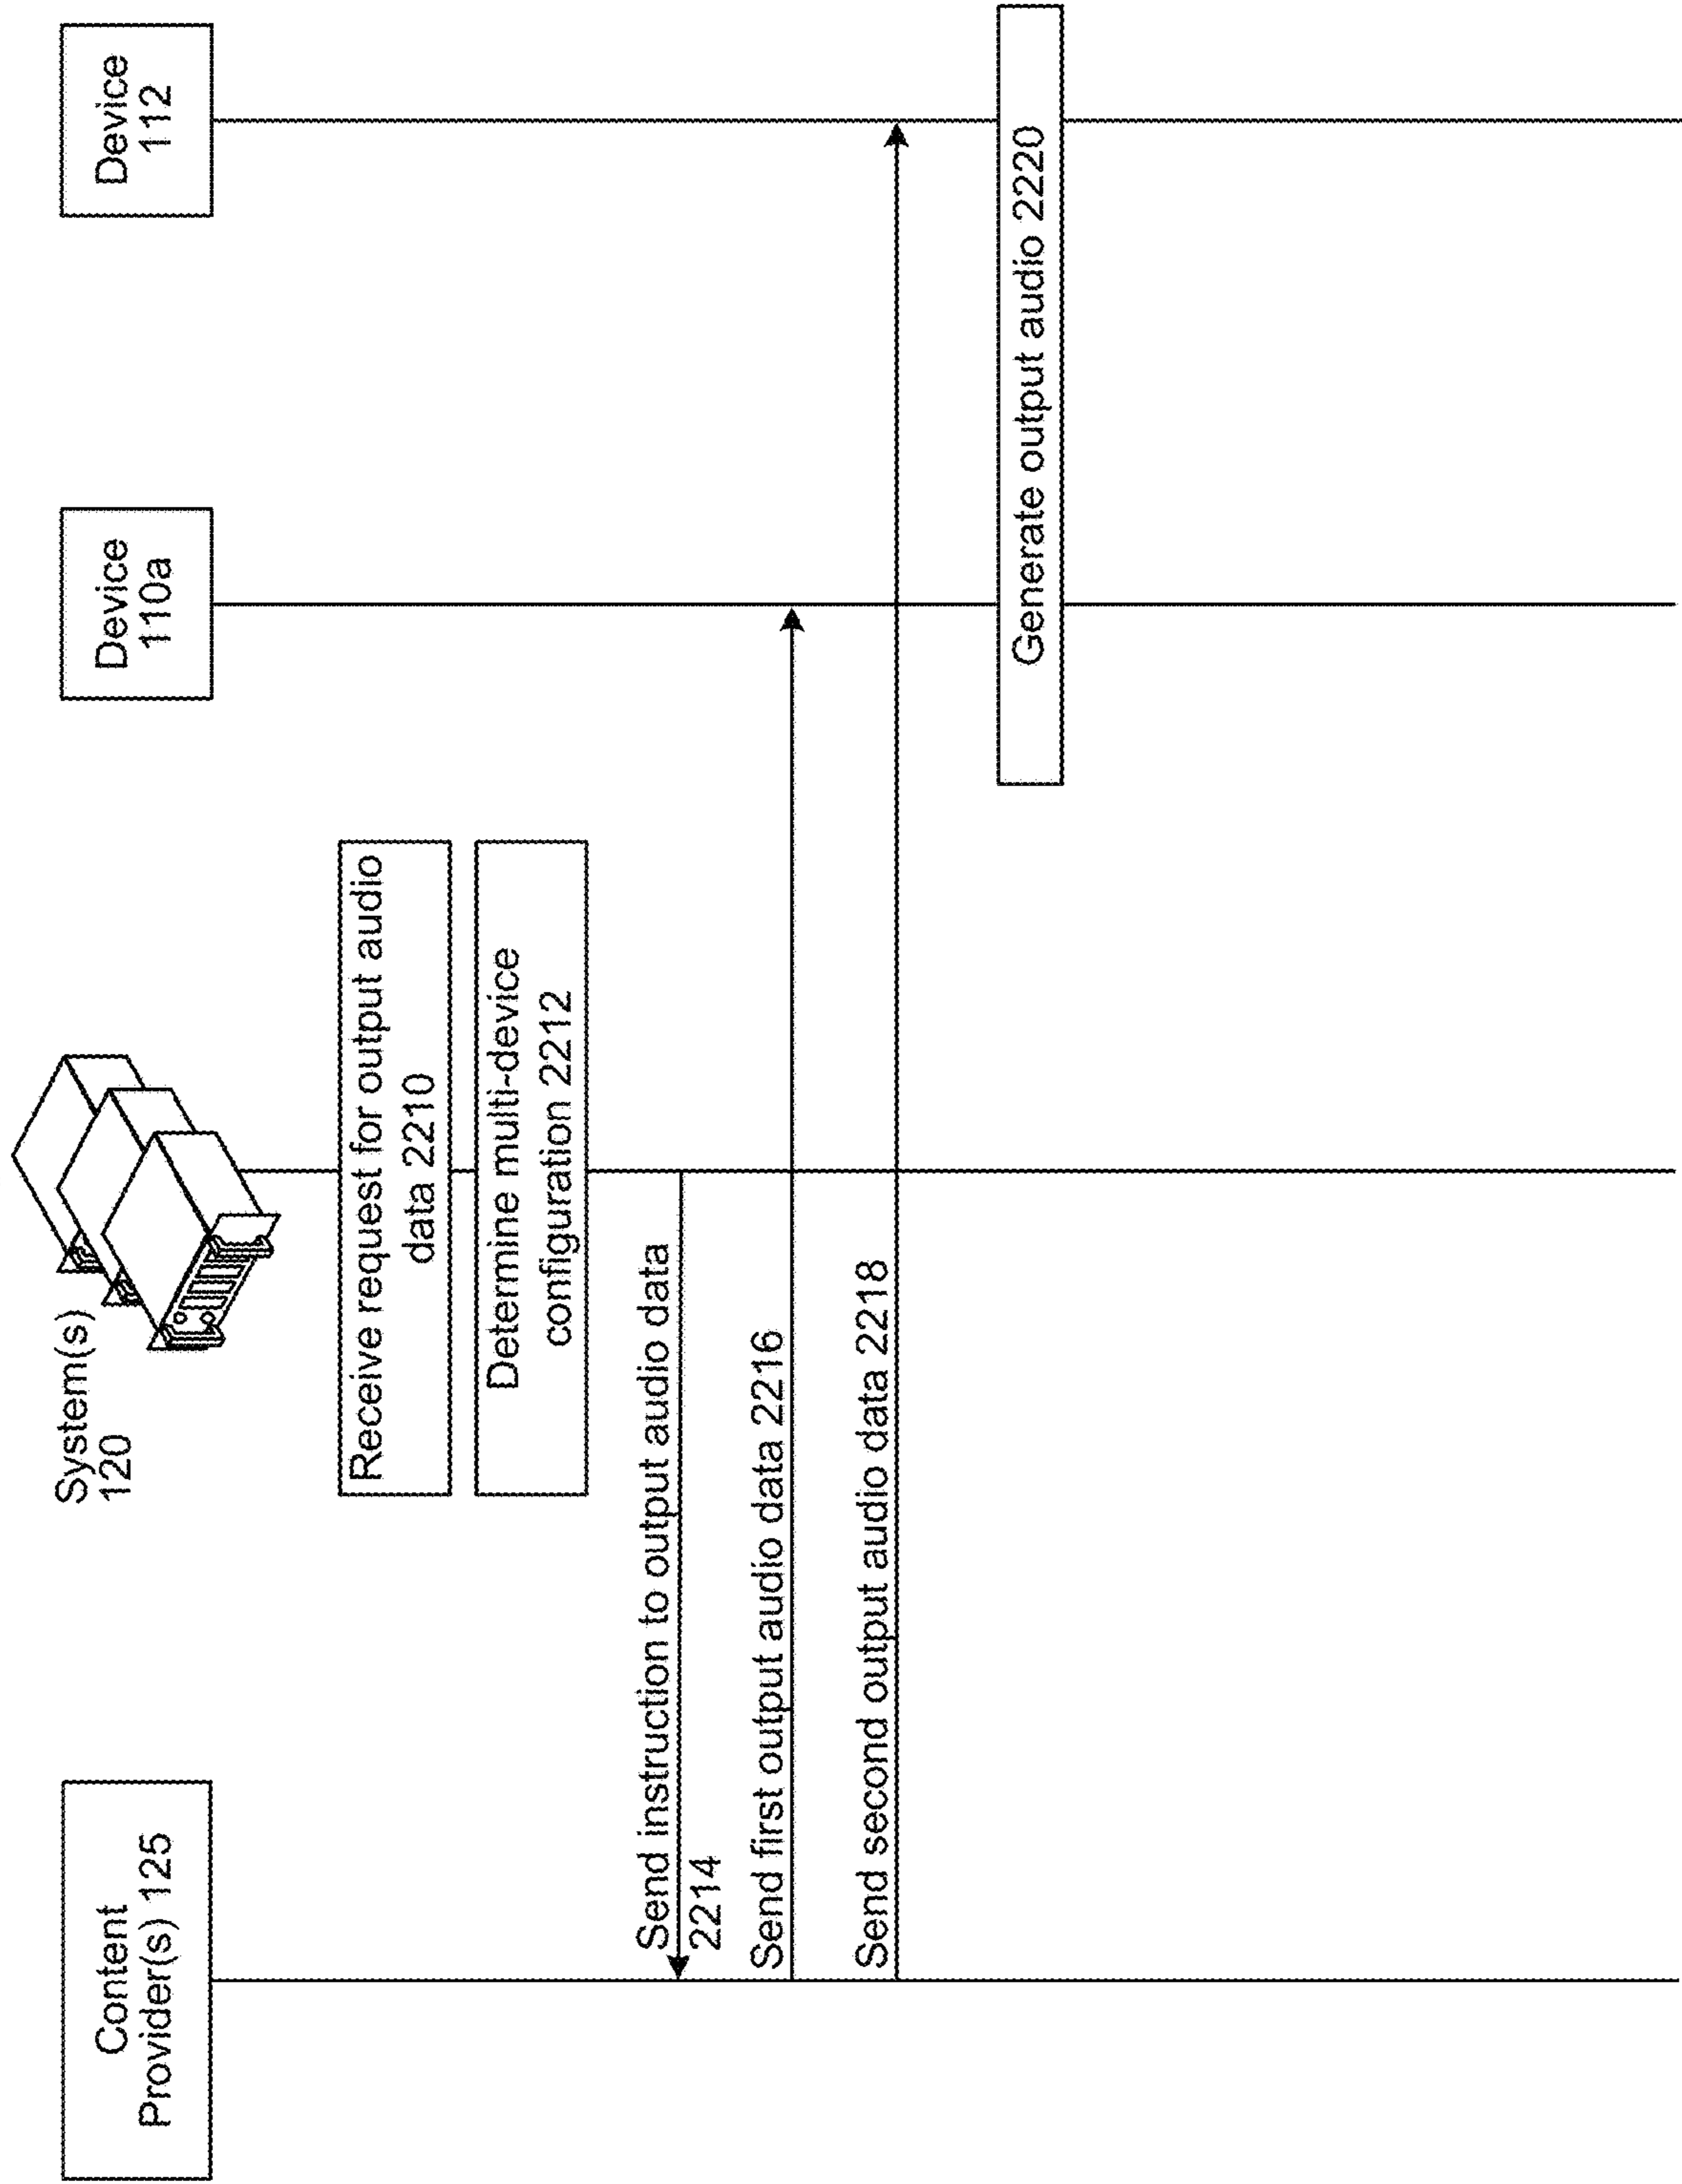 Content
Provider(s) 125
System(s)
120
Device
110a
Device
112
Receive request for output audio
data 2210
Determine multi-device
configuration 2212
Send instruction to output audio data
2214
Send first output audio data 2216
Send second output audio data 2218
Generate output audio 2220